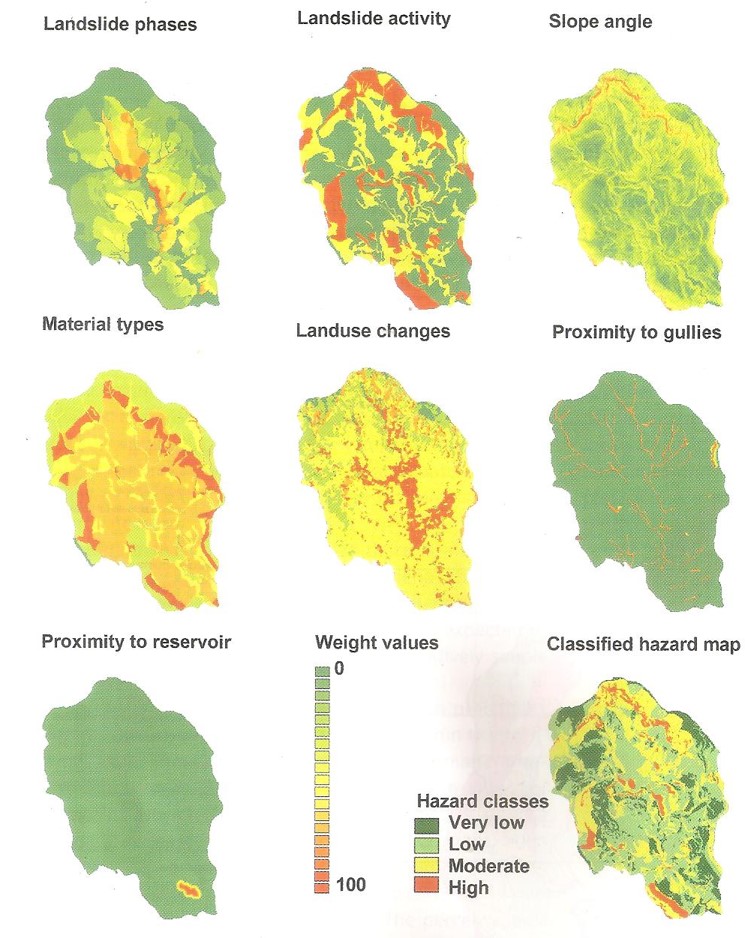 Landslide phases
Landslide activity
Slope angle
Material types
Landuse changes
Proximity to gullies
Proximity to reservoir
Weight values
0
100
Classified hazard map
Hazard classes
Very low
Low
Moderate
High